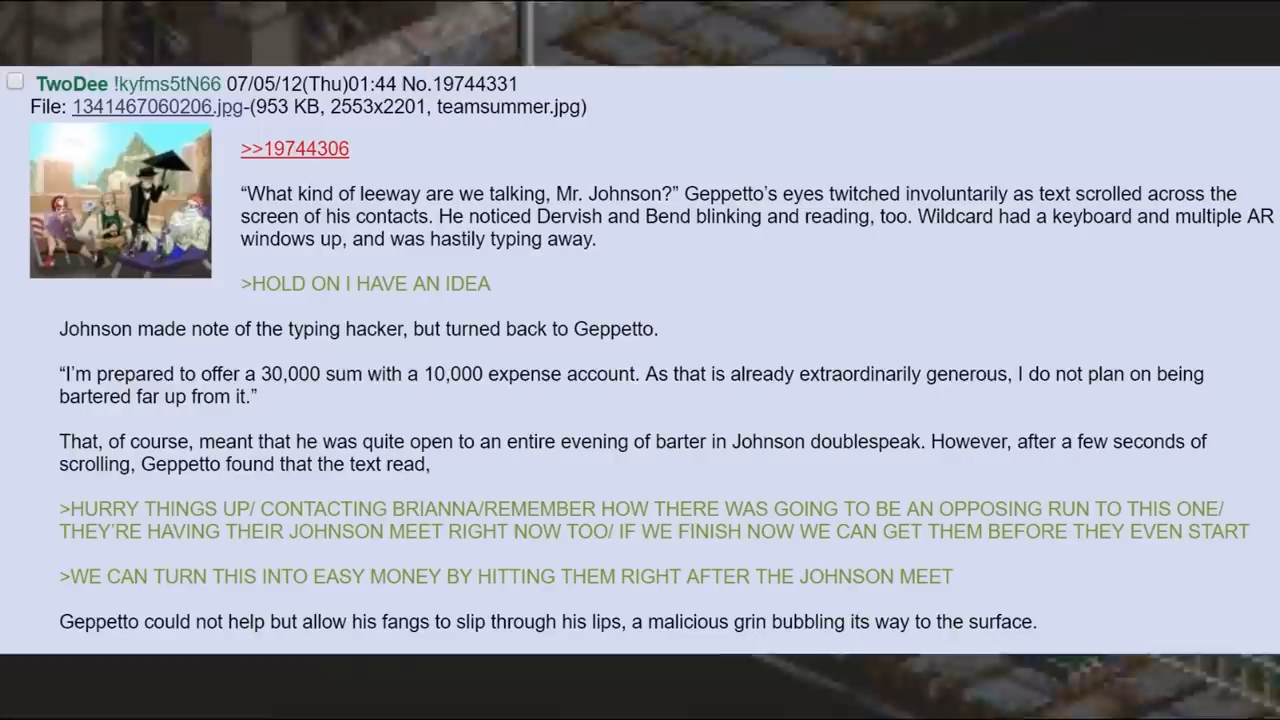 TwoDee !kyfms5tN66 07/05/12(Thu)01:44 No.19744331
File: 1341467060206.jpg-(953 KB, 2553x2201, teamsummer.jpg)
>>19744306
“What kind of leeway are we talking, Mr. Johnson?” Geppetto’s eyes twitched involuntarily as text scrolled across the
screen of his contacts. He noticed Dervish and Bend blinking and reading, too. Wildcard had a keyboard and multiple AR
windows up, and was hastily typing away.
>HOLD ON I HAVE AN IDEA
Johnson made note of the typing hacker, but turned back to Geppetto.
“I’m prepared to offer a 30,000 sum with a 10,000 expense account. As that is already extraordinarily generous, I do not plan on being
bartered far up from it.”
That, of course, meant that he was quite open to an entire evening of barter in Johnson doublespeak. However, after a few seconds of
scrolling, Geppetto found that the text read,
>HURRY THINGS UP/ CONTACTING BRIANNA/REMEMBER HOW THERE WAS GOING TO BE AN OPPOSING RUN TO THIS ONE/
THEY’RE HAVING THEIR JOHNSON MEET RIGHT NOW TOO/ IF WE FINISH NOW WE CAN GET THEM BEFORE THEY EVEN START
>WE CAN TURN THIS INTO EASY MONEY BY HITTING THEM RIGHT AFTER THE JOHNSON MEET
Geppetto could not help but allow his fangs to slip through his lips, a malicious grin bubbling its way to the surface.